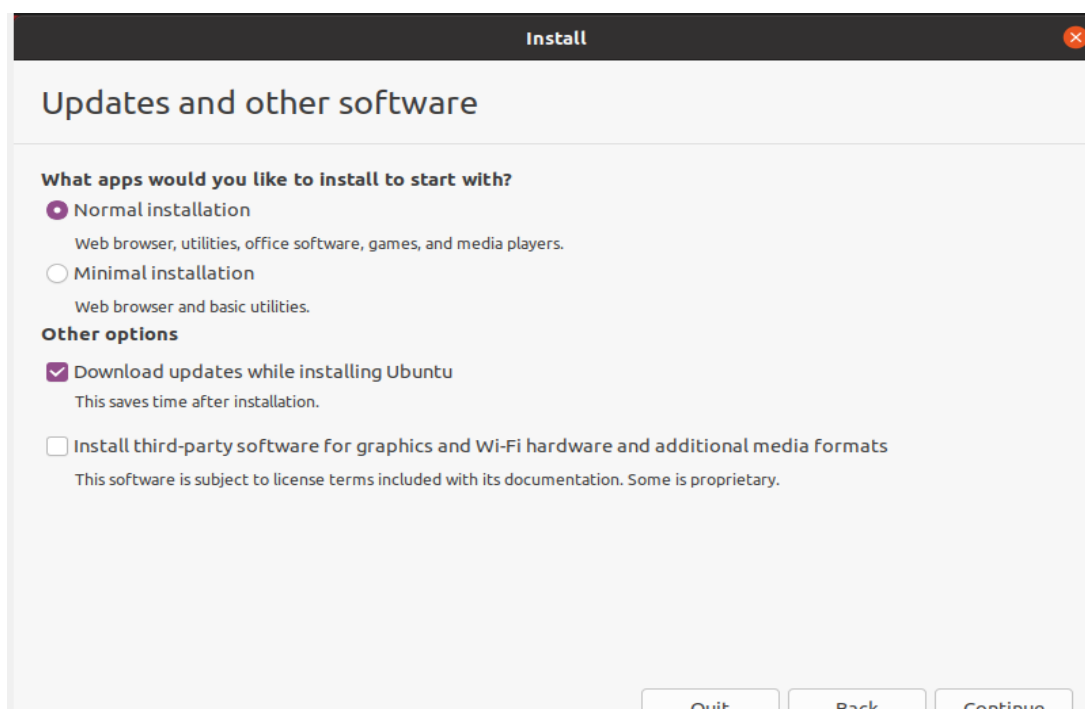 Install
Updates and other software
What apps would you like to install to start with?
Normal installation
Web browser, utilities, office software, games, and media players.
Minimal installation
Web browser and basic utilities.
Other options
Download updates while installing Ubuntu
This saves time after installation.
Install third-party software for graphics and Wi-Fi hardware and additional media formats
This software is subject to license terms included with its documentation. Some is proprietary.
Quit Back Continue